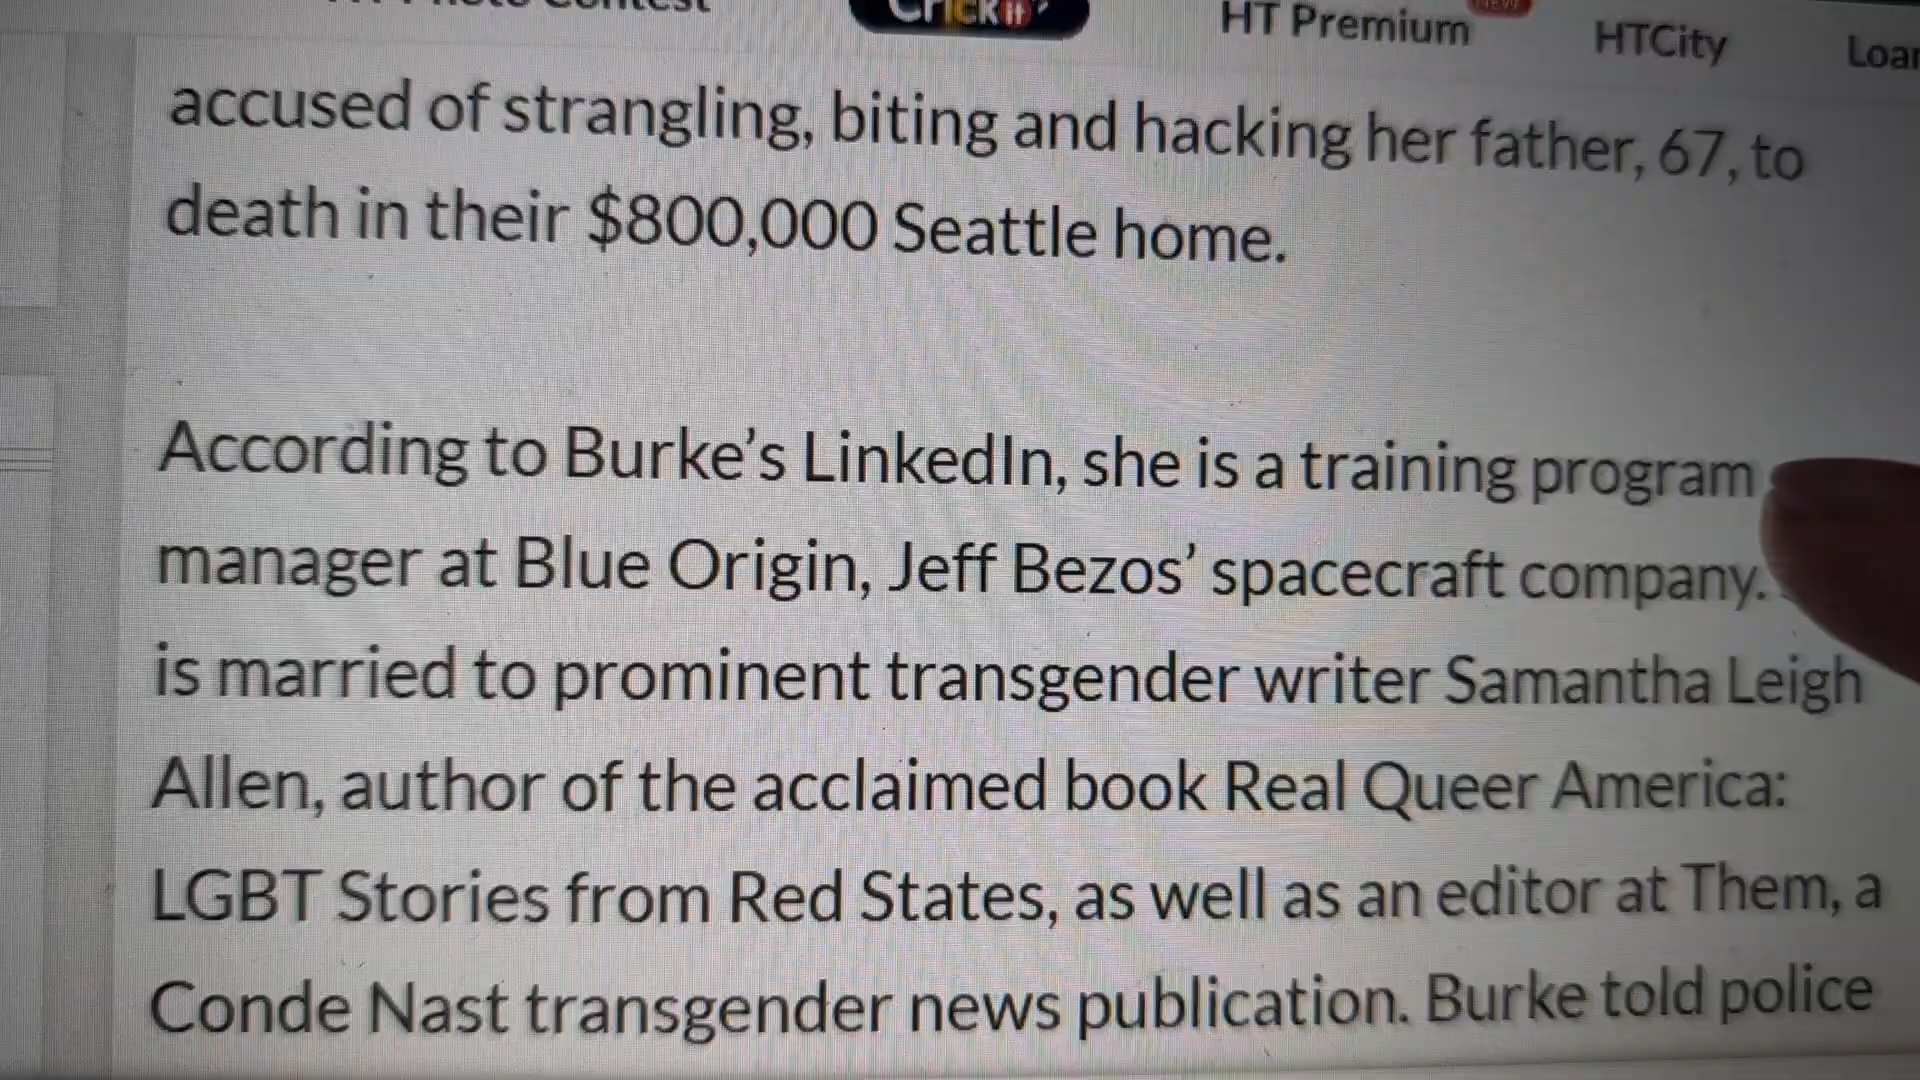 HT Premium
NEW
HTCity
accused of strangling, biting and hacking her father, 67, to
death in their $800,000 Seattle home.
According to Burke's LinkedIn, she is a training program
manager at Blue Origin, Jeff Bezos' spacecraft company.
is married to prominent transgender writer Samantha Leigh
Allen, author of the acclaimed book Real Queer America:
LGBT Stories from Red States, as well as an editor at Them, a
Conde Nast transgender news publication. Burke told police